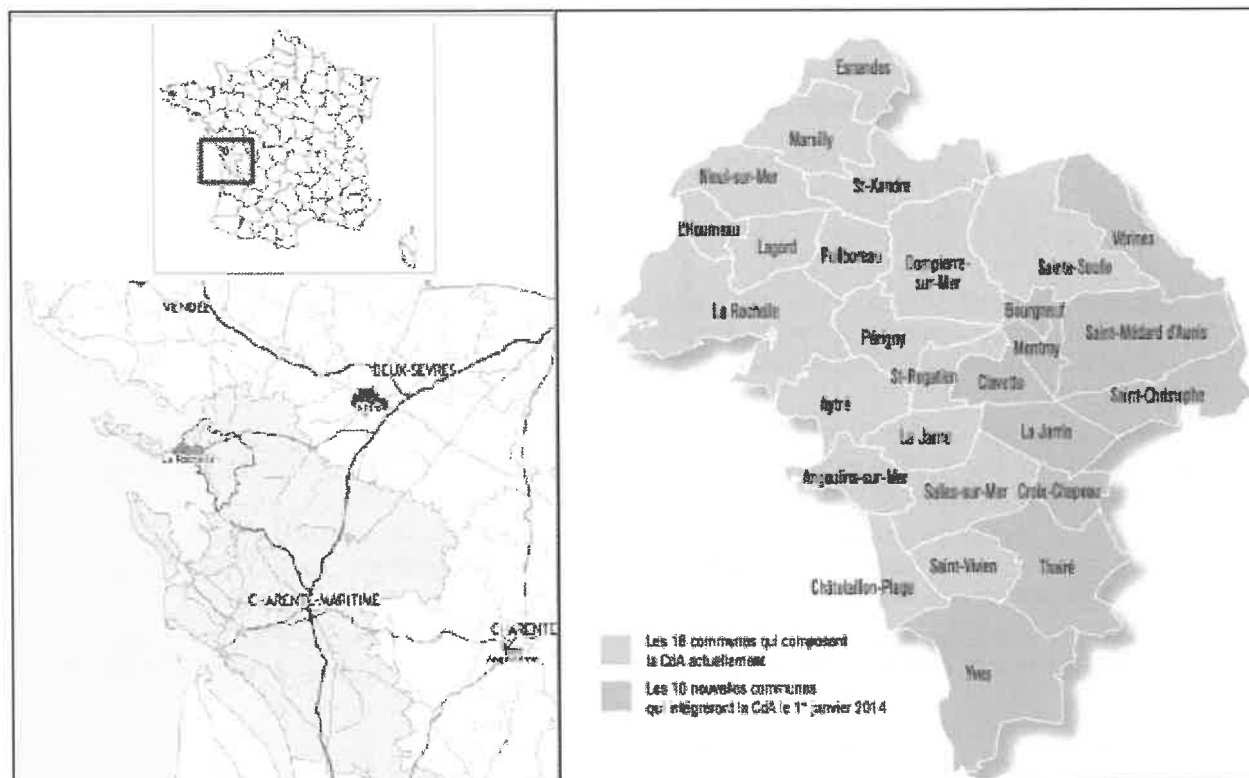 VENDÉE
DEUX-SÈVRES
La Rochelle
CHARENTE-MARITIME
CHARENTE
Esnandes
Marsilly
Nieul-sur-Mer
St-Xandre
L'Houmeau
Lagord
Puilboreau
Dompierre-
sur-Mer
Vérines
Sainte-Soulle
La Rochelle
Bourgneuf
Périgny
Montroy
Saint-Médard d'Aunis
St-Rogatien
Clavette
Saint-Christophe
Aytré
La Jarne
La Jarrie
Angoulins-sur-Mer
Salles-sur-Mer
Croix-Chapeau
Saint-Vivien
Thairé
Châtelaillon-Plage
Yves
Les 18 communes qui composent
la CdA actuellement
Les 10 nouvelles communes
qui intégreront la CdA le 1er janvier 2014